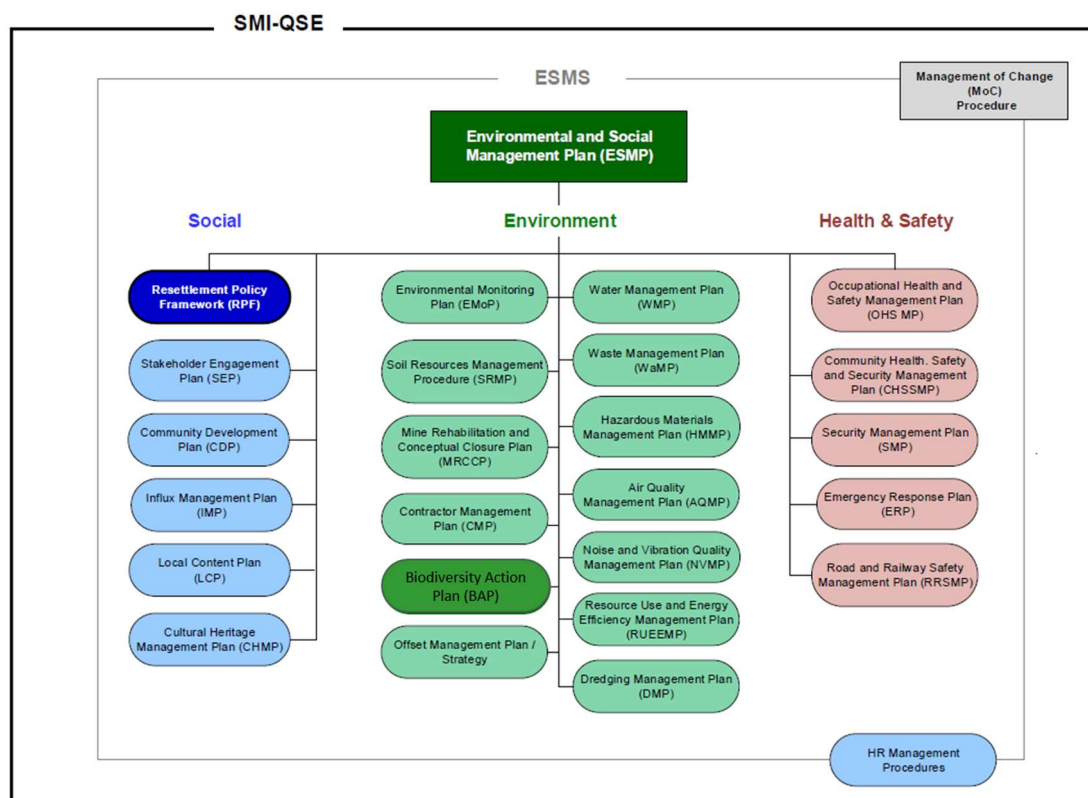 SMI-QSE
ESMS
Management of Change
(MoC)
Procedure
Environmental and Social
Management Plan (ESMP)
Social
Environment
Health & Safety
Resettlement Policy
Framework (RPF)
Stakeholder Engagement
Plan (SEP)
Community Development
Plan (CDP)
Influx Management Plan
(IMP)
Local Content Plan
(LCP)
Cultural Heritage
Management Plan (CHMP)
Environmental Monitoring
Plan (EMoP)
Soil Resources Management
Procedure (SRMP)
Mine Rehabilitation and
Conceptual Closure Plan
(MRCCP)
Contractor Management
Plan (CMP)
Biodiversity Action
Plan (BAP)
Offset Management Plan /
Strategy
Water Management Plan
(WMP)
Waste Management Plan
(WaMP)
Hazardous Materials
Management Plan (HMMP)
Air Quality
Management Plan (AQMP)
Noise and Vibration Quality
Management Plan (NVMP)
Resource Use and Energy
Efficiency Management Plan
(RUEEMP)
Dredging Management Plan
(DMP)
Occupational Health and
Safety Management Plan
(OHS MP)
Community Health. Safety
and Security Management
Plan (CHSSMP)
Security Management Plan
(SMP)
Emergency Response Plan
(ERP)
Road and Railway Safety
Management Plan (RRSMP)
HR Management
Procedures